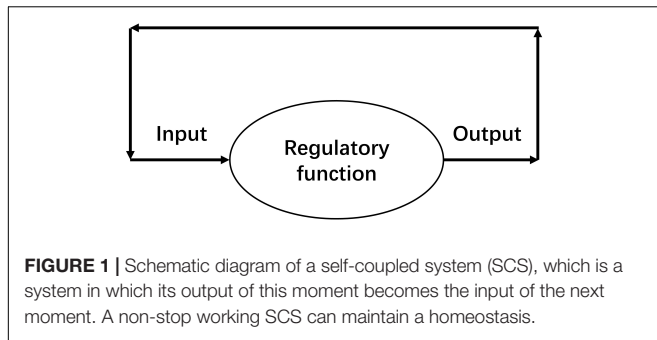 Input
Output
Regulatory
function
FIGURE 1 | Schematic diagram of a self-coupled system (SCS), which is a
system in which its output of this moment becomes the input of the next
moment. A non-stop working SCS can maintain a homeostasis.